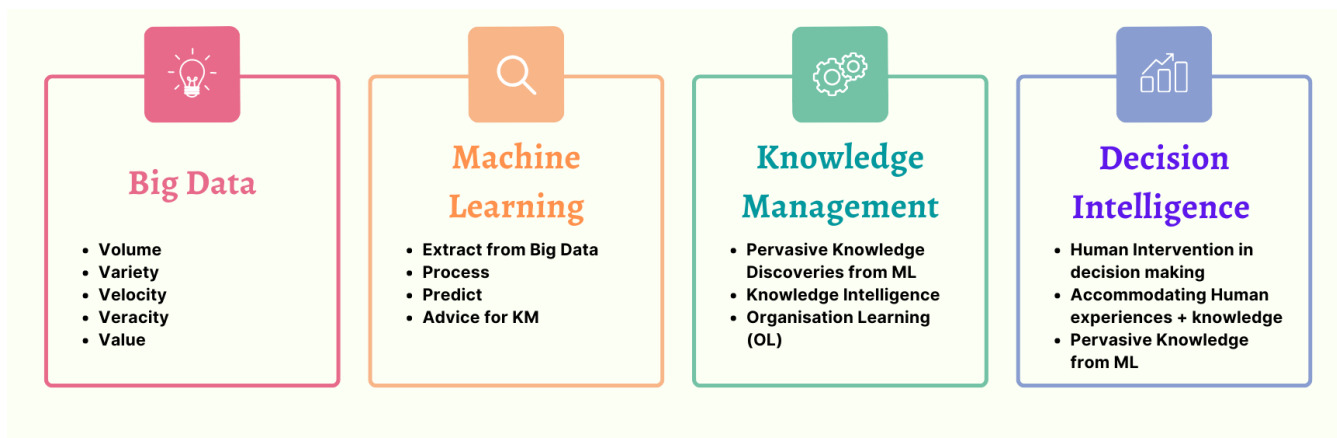 Big Data
• Volume
• Variety
• Velocity
• Veracity
• Value
Machine
Learning
• Extract from Big Data
• Process
• Predict
• Advice for KM
Knowledge
Management
• Pervasive Knowledge
Discoveries from ML
• Knowledge Intelligence
• Organisation Learning
(OL)
Decision
Intelligence
• Human Intervention in
decision making
• Accommodating Human
experiences + knowledge
• Pervasive Knowledge
from ML